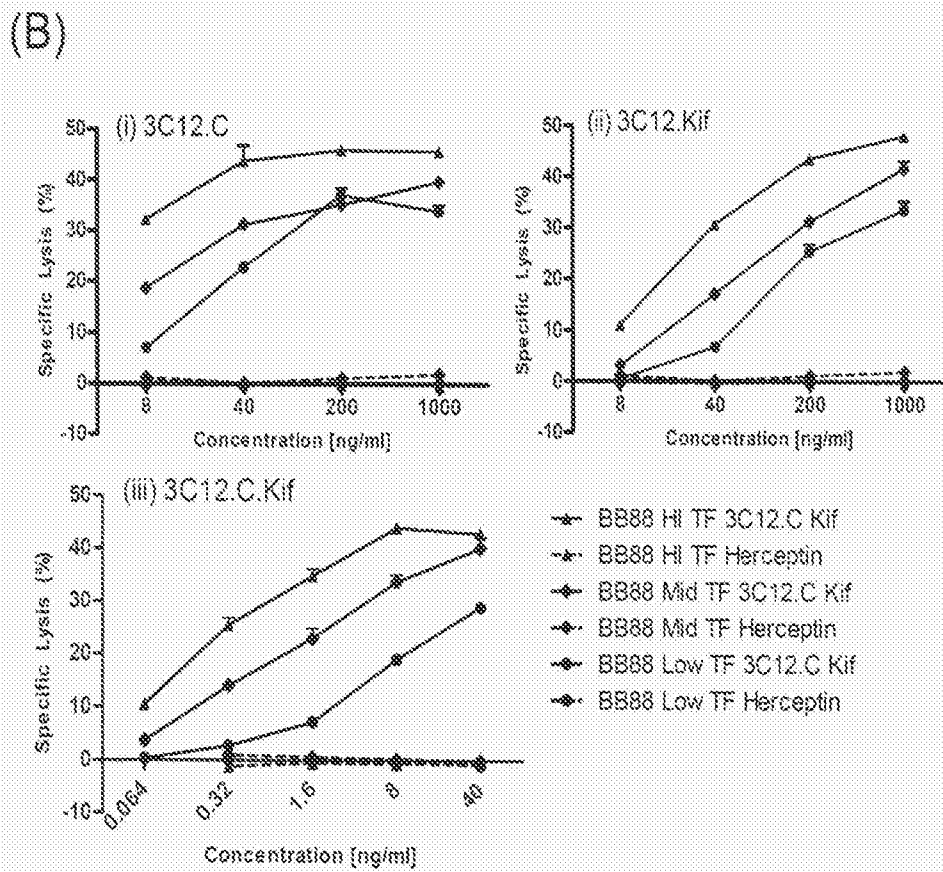 (B)
(i) 3C12.C
Specific Lysis (%)
50
40
30
20
10
0
-10
8 40 200 1000
Concentration [ng/ml]
(ii) 3C12.Kif
Specific Lysis (%)
50
40
30
20
10
0
-10
8 40 200 1000
Concentration [ng/ml]
(iii) 3C12.C.Kif
Specific Lysis (%)
50
40
30
20
10
0
-10
0.064 0.32 1.6 8 40
Concentration [ng/ml]
BB88 HI TF 3C12.C Kif
BB88 HI TF Herceptin
BB88 Mid TF 3C12.C Kif
BB88 Mid TF Herceptin
BB88 Low TF 3C12.C Kif
BB88 Low TF Herceptin